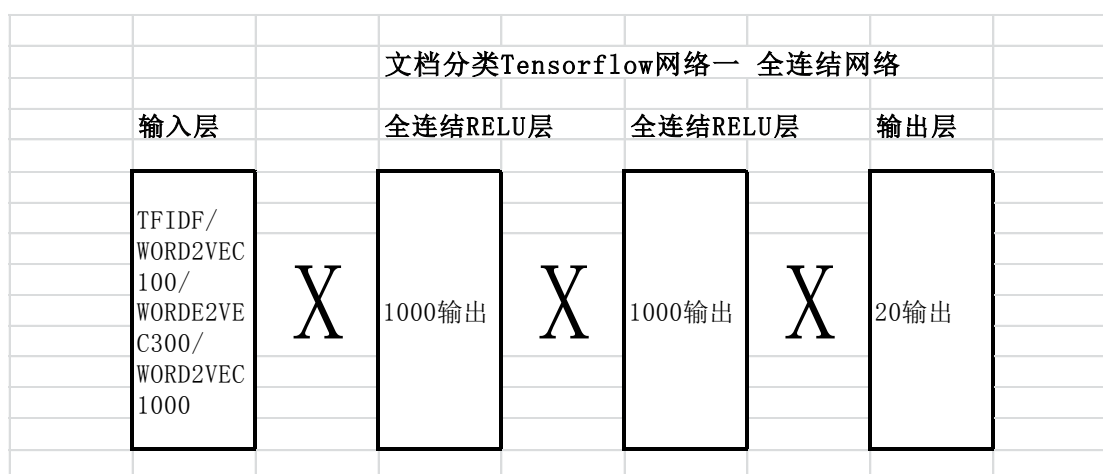 文档分类Tensorflow网络一 全连结网络
输入层
全连结RELU层
全连结RELU层
输出层
TFIDF/
WORD2VEC
100/
WORDE2VE
C300/
WORD2VEC
1000
X
1000输出
X
1000输出
X
20输出